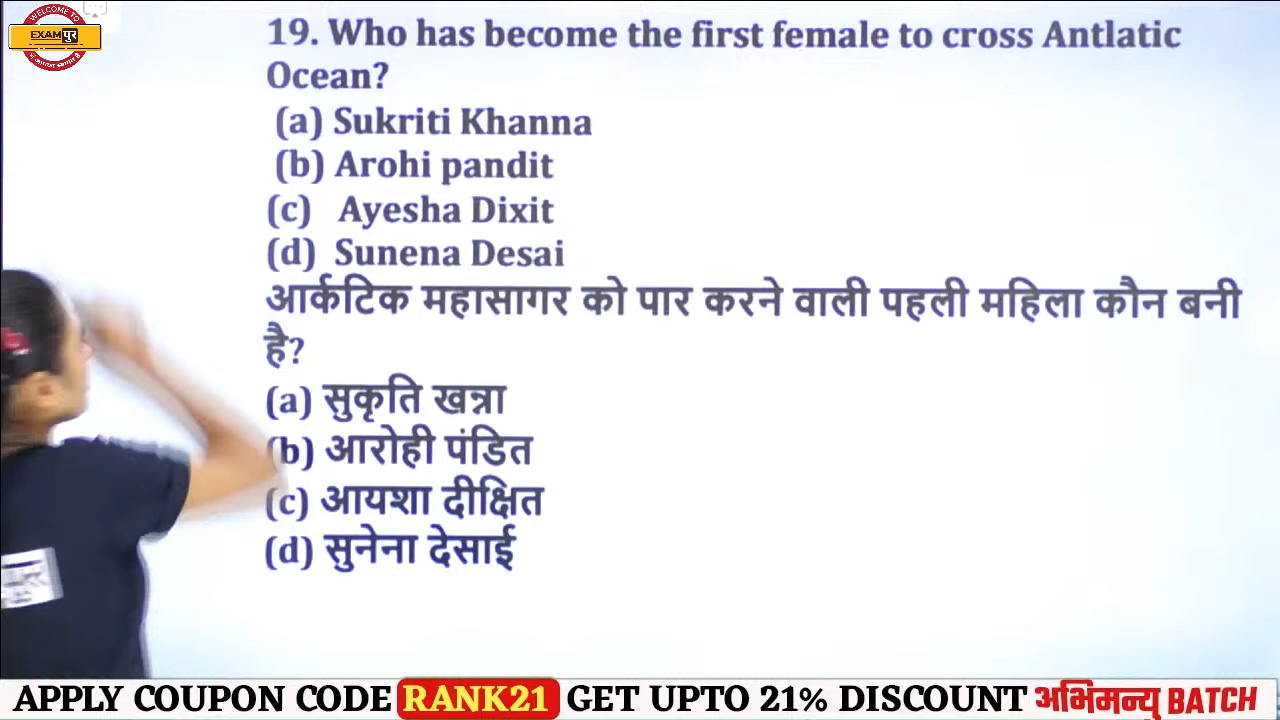 WELCOME TO
EXAMपुर
19. Who has become the first female to cross Antlatic
Ocean?
(a) Sukriti Khanna
(b) Arohi pandit
(c) Ayesha Dixit
(d) Sunena Desai
आर्कटिक महासागर को पार करने वाली पहली महिला कौन बनी
है?
(a) सुकृति खन्ना
(b) आरोही पंडित
(c) आयशा दीक्षित
(d) सुनेना देसाई
APPLY COUPON CODE RANK21 GET UPTO 21% DISCOUNT अभिमन्यु BATCH